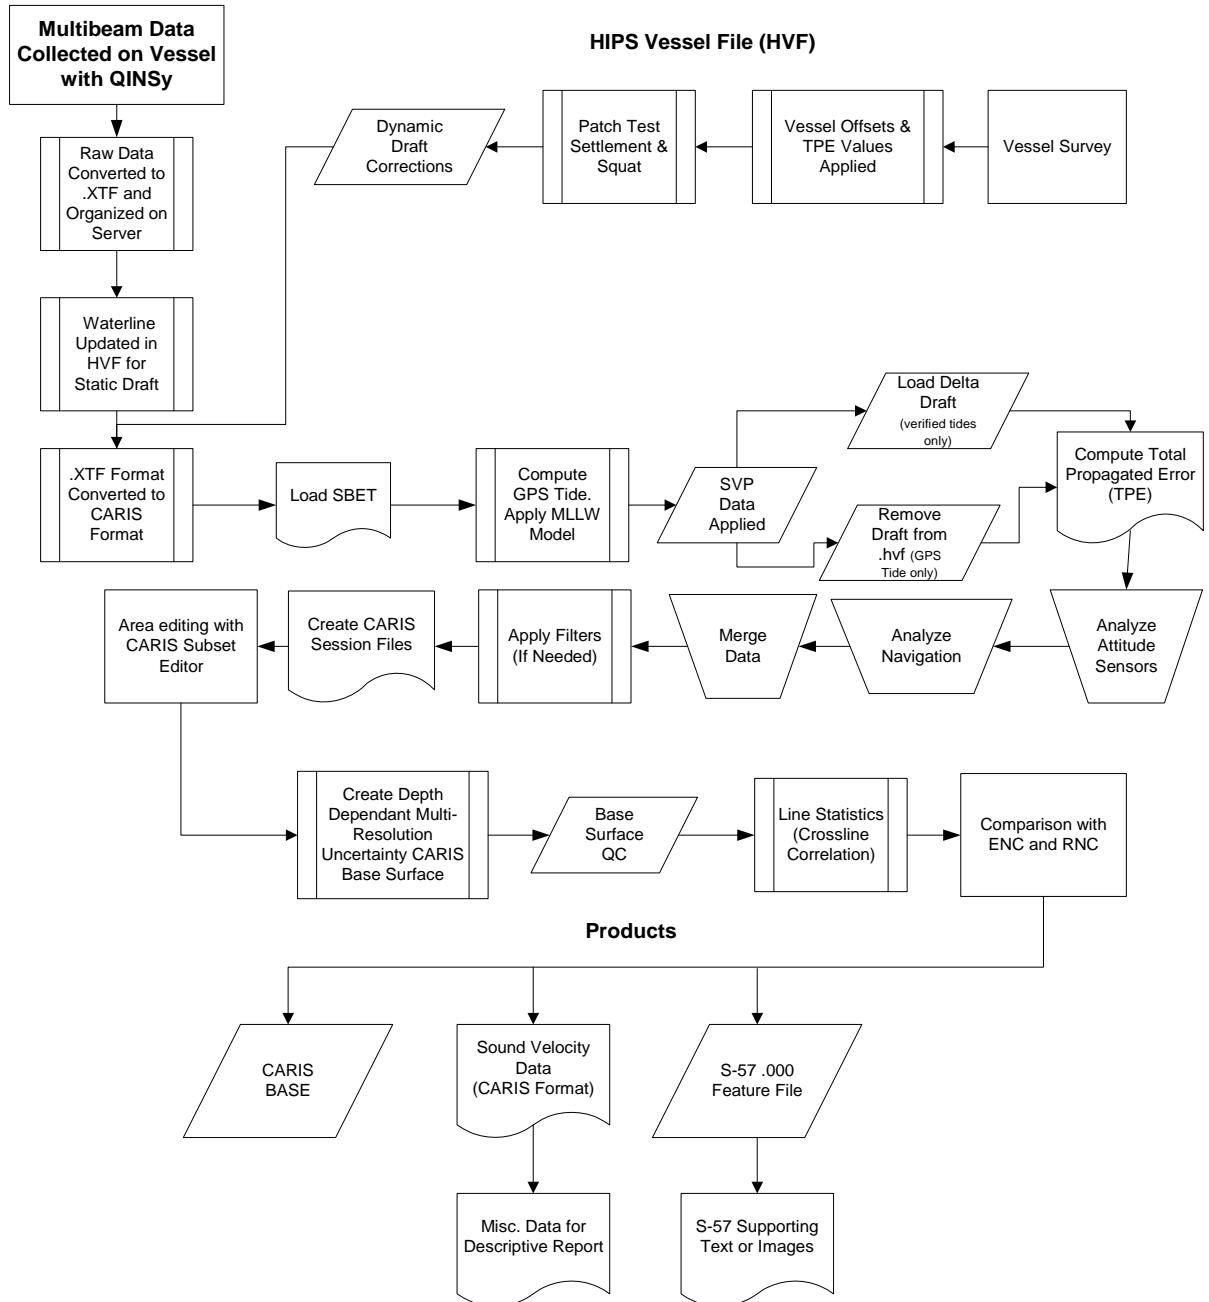 Multibeam Data
Collected on Vessel
with QINSy
HIPS Vessel File (HVF)
Raw Data
Converted to
.XTF and
Organized on
Server
Dynamic
Draft
Corrections
Patch Test
Settlement &
Squat
Vessel Offsets &
TPE Values
Applied
Vessel Survey
Waterline
Updated in
HVF for
Static Draft
.XTF Format
Converted to
CARIS
Format
Load SBET
Compute
GPS Tide.
Apply MLLW
Model
SVP
Data
Applied
Load Delta
Draft
(verified tides
only)
Remove
Draft from
.hvf (GPS
Tide only)
Compute Total
Propagated Error
(TPE)
Analyze
Attitude
Sensors
Analyze
Navigation
Merge
Data
Apply Filters
(If Needed)
Create CARIS
Session Files
Area editing with
CARIS Subset
Editor
Create Depth
Dependant Multi-
Resolution
Uncertainty CARIS
Base Surface
Base
Surface
QC
Line Statistics
(Crossline
Correlation)
Comparison with
ENC and RNC
Products
CARIS
BASE
Sound Velocity
Data
(CARIS Format)
S-57 .000
Feature File
Misc. Data for
Descriptive Report
S-57 Supporting
Text or Images